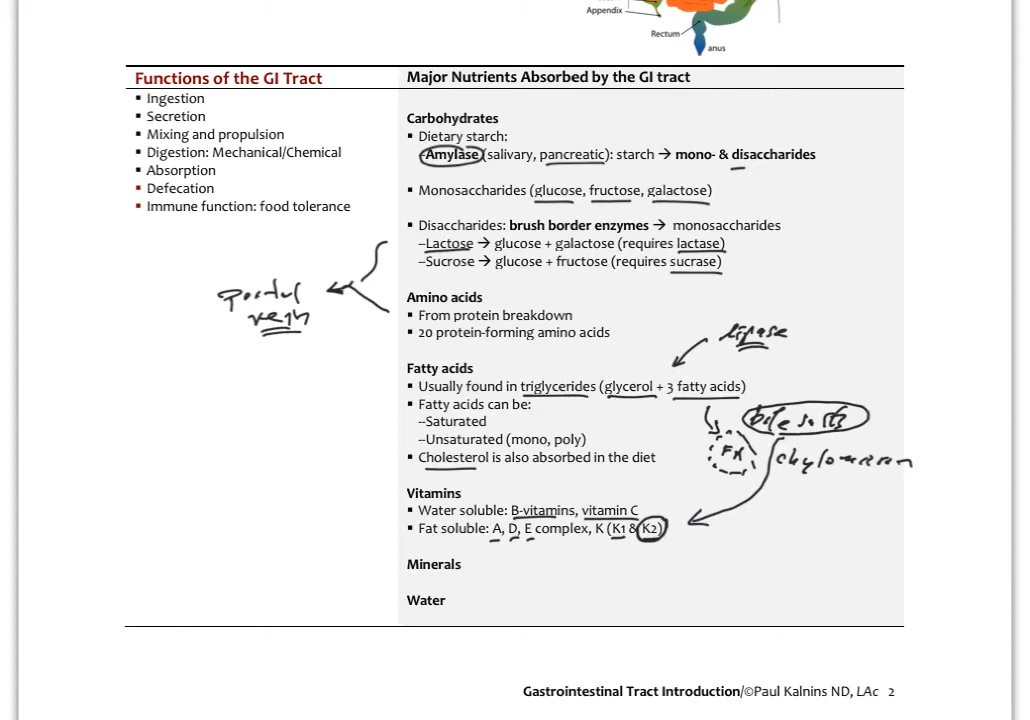 Appendix
Rectum
anus
Functions of the GI Tract
▪ Ingestion
▪ Secretion
▪ Mixing and propulsion
▪ Digestion: Mechanical/Chemical
▪ Absorption
▪ Defecation
▪ Immune function: food tolerance
portal
vein
Major Nutrients Absorbed by the GI tract
Carbohydrates
▪ Dietary starch:
–Amylase (salivary, pancreatic): starch → mono- & disaccharides
▪ Monosaccharides (glucose, fructose, galactose)
▪ Disaccharides: brush border enzymes → monosaccharides
–Lactose → glucose + galactose (requires lactase)
–Sucrose → glucose + fructose (requires sucrase)
Amino acids
▪ From protein breakdown
▪ 20 protein-forming amino acids
lipase
Fatty acids
▪ Usually found in triglycerides (glycerol + 3 fatty acids)
▪ Fatty acids can be:
–Saturated
–Unsaturated (mono, poly)
▪ Cholesterol is also absorbed in the diet
bile salts
FA
chylomicron
Vitamins
▪ Water soluble: B-vitamins, vitamin C
▪ Fat soluble: A, D, E complex, K (K1 & K2)
Minerals
Water
Gastrointestinal Tract Introduction/©Paul Kalnins ND, LAc 2